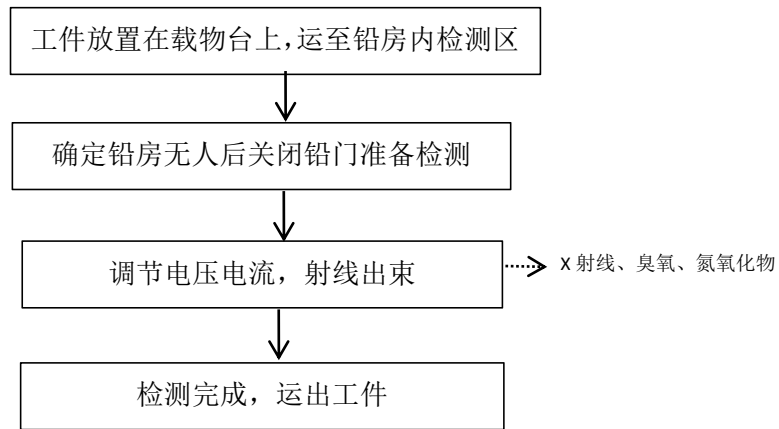 工件放置在载物台上,运至铅房内检测区
确定铅房无人后关闭铅门准备检测
调节电压电流，射线出束
X 射线、臭氧、氮氧化物
检测完成，运出工件